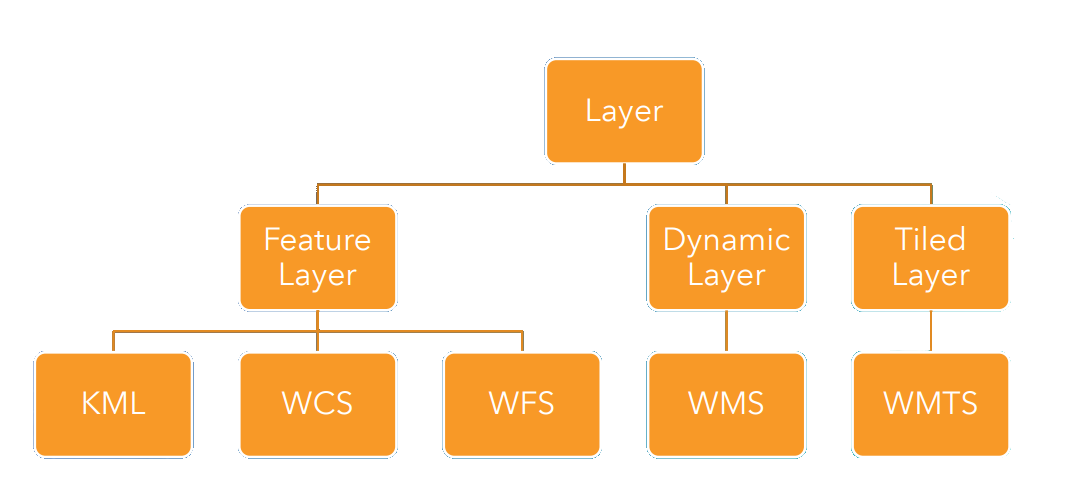 Layer
Feature
Layer
Dynamic
Layer
Tiled
Layer
KML
WCS
WFS
WMS
WMTS